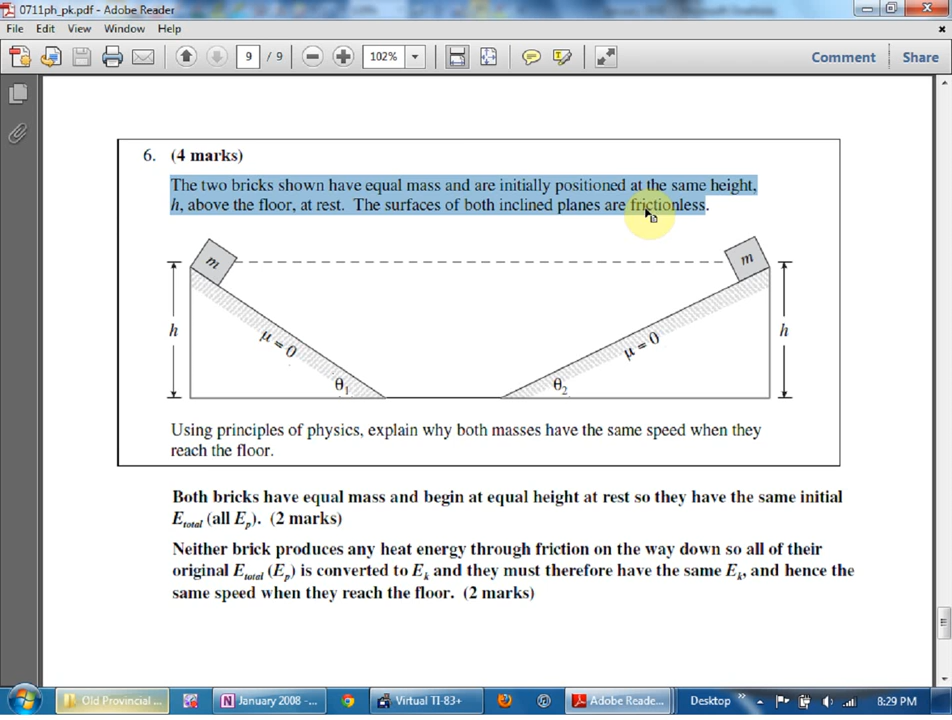 0711ph_pk.pdf - Adobe Reader
File Edit View Window Help
9 / 9 102% Comment Share
6. (4 marks)
The two bricks shown have equal mass and are initially positioned at the same height,
h, above the floor, at rest. The surfaces of both inclined planes are frictionless.
m m
h μ = 0 μ = 0 h
θ1 θ2
Using principles of physics, explain why both masses have the same speed when they
reach the floor.
Both bricks have equal mass and begin at equal height at rest so they have the same initial
Etotal (all Ep). (2 marks)
Neither brick produces any heat energy through friction on the way down so all of their
original Etotal (Ep) is converted to Ek and they must therefore have the same Ek, and hence the
same speed when they reach the floor. (2 marks)
Old Provincial ... January 2008 -... Virtual TI-83+ Adobe Reade... Desktop 8:29 PM